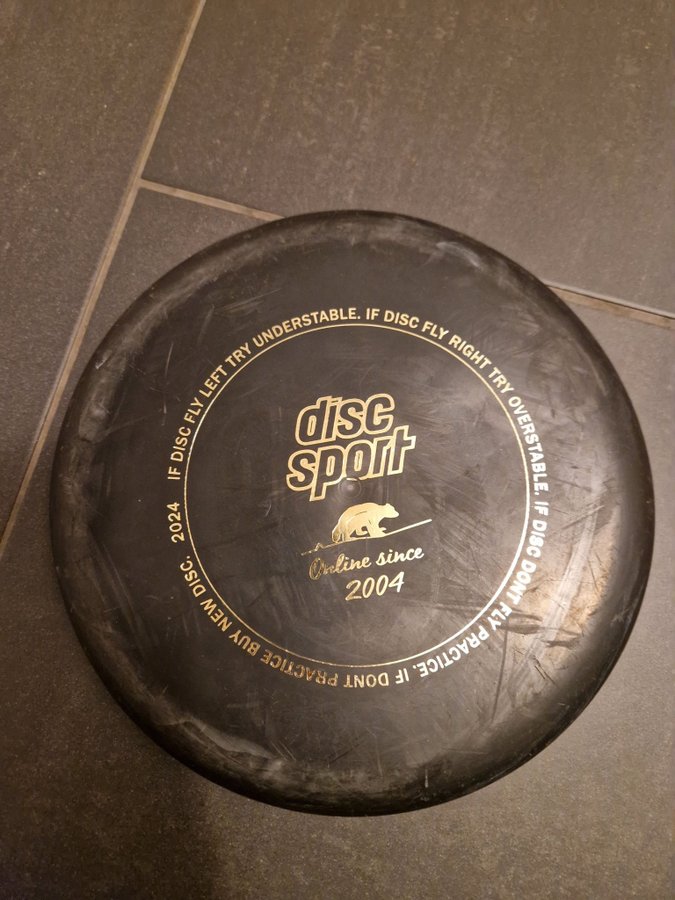 disc
sport
Online since
2004
2024 IF DISC FLY LEFT TRY UNDERSTABLE. IF DISC FLY RIGHT TRY OVERSTABLE. IF DISC DONT FLY PRACTICE. IF DONT PRACTICE BUY NEW DISC.